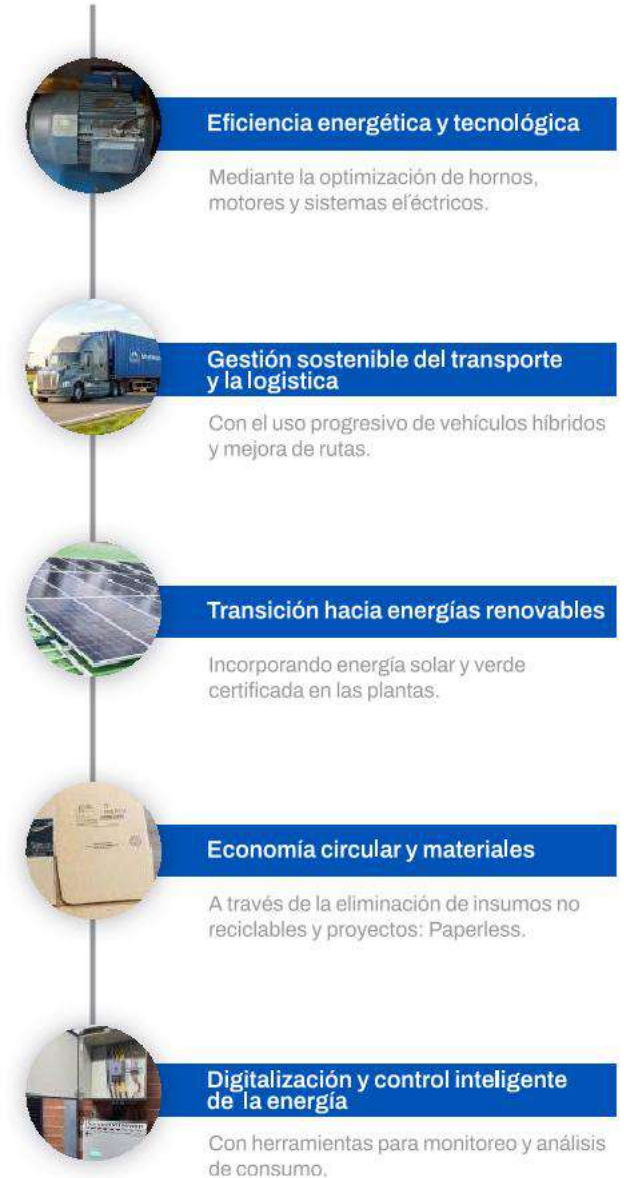 Eficiencia energética y tecnológica
Mediante la optimización de hornos,
motores y sistemas el´éctricos.
Gestión sostenible del transporte
y la logistica
Con el uso progresivo de vehículos híbridos
y mejora de rutas.
Transición hacia energías renovables
Incorporando energía solar y verde
certificada en las plantas.
Economía circular y materiales
A través de la eliminación de insumos no
reciclables y proyectos: Paperless.
Digitalización y control inteligente
de la energía
Con herramientas para monitoreo y análisis
de consumo,